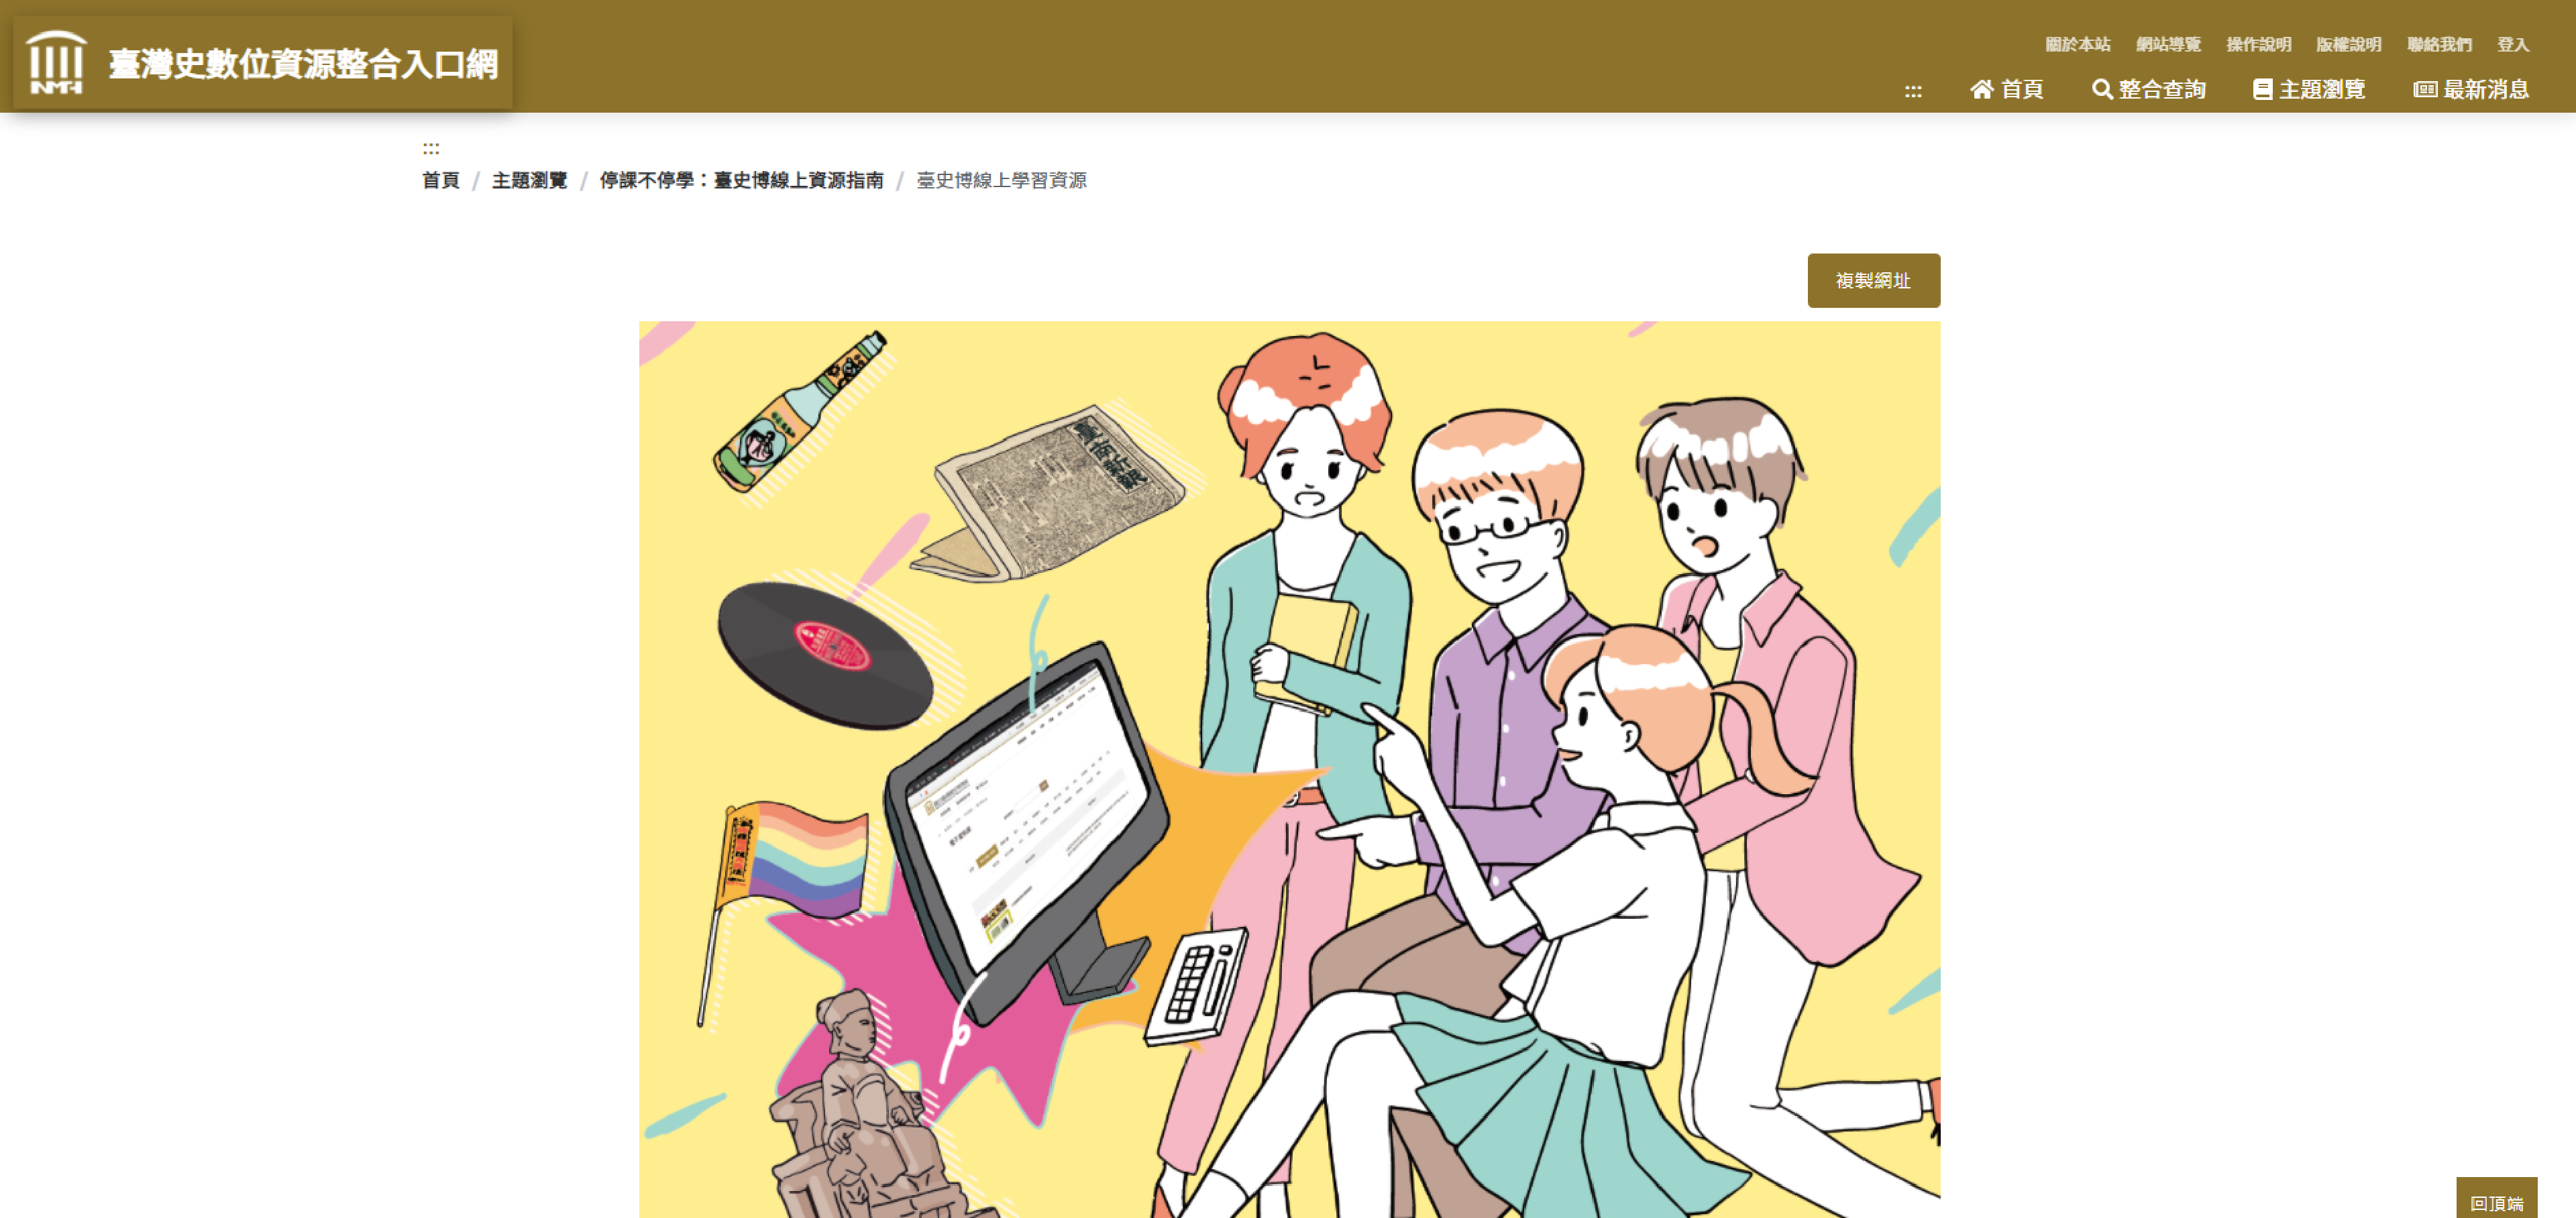 NMTH
臺灣史數位資源整合入口網
關於本站 網站導覽 操作說明 版權說明 聯絡我們 登入
::: 首頁 整合查詢 主題瀏覽 最新消息
:::
首頁 / 主題瀏覽 / 停課不停學：臺史博線上資源指南 / 臺史博線上學習資源
複製網址
回頂端